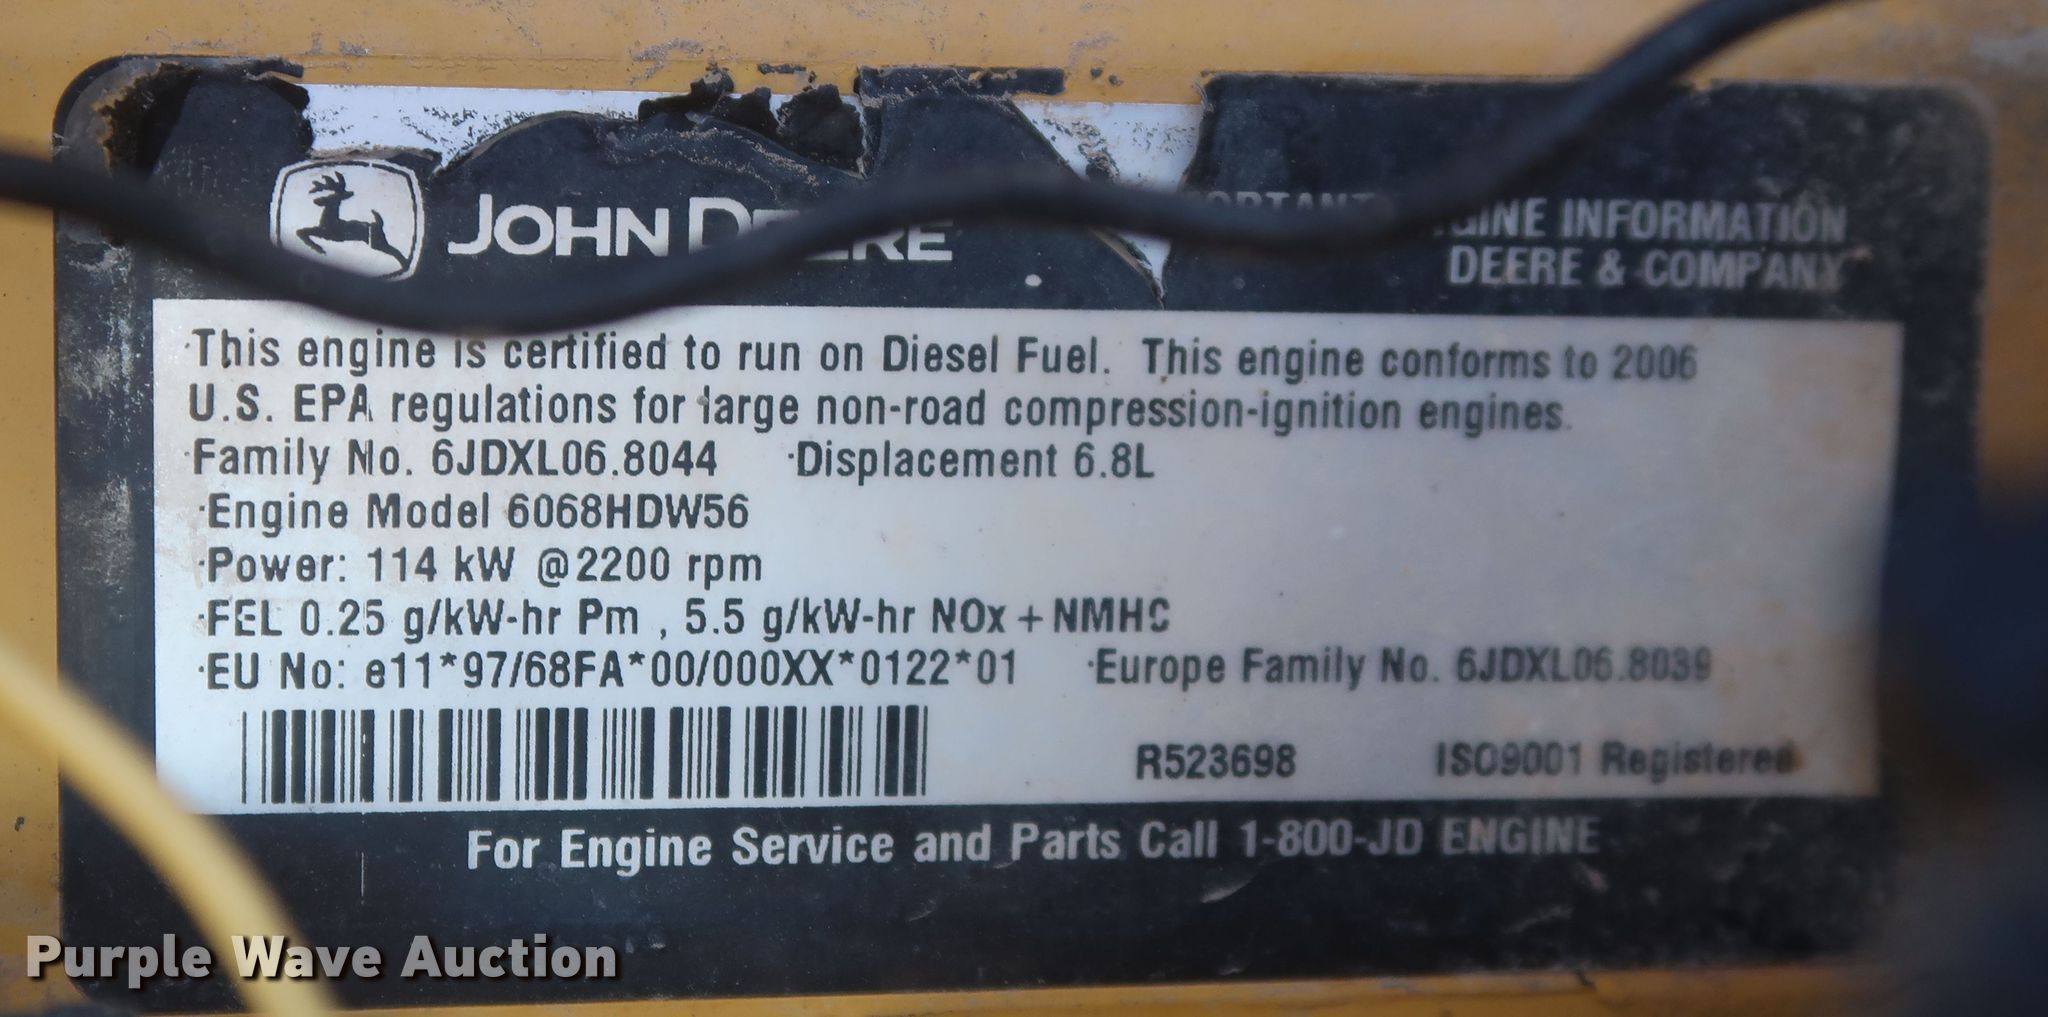 JOHN DEERE
ENGINE INFORMATION
DEERE & COMPANY
·This engine is certified to run on Diesel Fuel. This engine conforms to 2006
U.S. EPA regulations for large non-road compression-ignition engines.
·Family No. 6JDXL06.8044 ·Displacement 6.8L
·Engine Model 6068HDW56
·Power: 114 kW @2200 rpm
·FEL 0.25 g/kW-hr Pm , 5.5 g/kW-hr NOx + NMHC
·EU No: e11*97/68FA*00/000XX*0122*01 ·Europe Family No. 6JDXL06.8039
R523698 ISO9001 Registered
For Engine Service and Parts Call 1-800-JD ENGINE
Purple Wave Auction